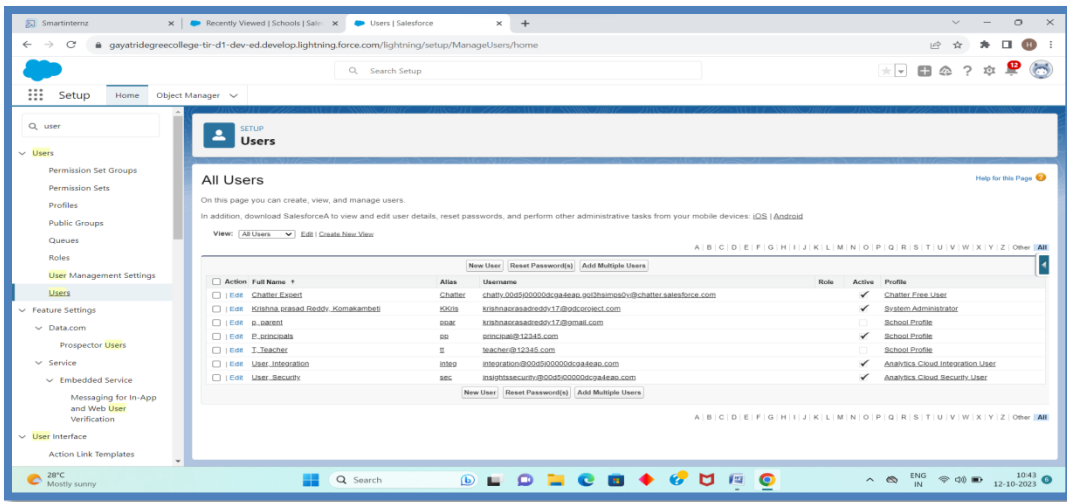 Smartinternz
Recently Viewed | Schools | Sale
Users | Salesforce
gayatridegreecollege-tir-d1-dev-ed.develop.lightning.force.com/lightning/setup/ManageUsers/home
H
Search Setup
12
Setup Home Object Manager
user
Users
Permission Set Groups
Permission Sets
Profiles
Public Groups
Queues
Roles
User Management Settings
Users
Feature Settings
Data.com
Prospector Users
Service
Embedded Service
Messaging for In-App
and Web User
Verification
User Interface
Action Link Templates
SETUP
Users
All Users
Help for this Page
On this page you can create, view, and manage users.
In addition, download SalesforceA to view and edit user details, reset passwords, and perform other administrative tasks from your mobile devices: iOS | Android
View: All Users Edit | Create New View
A | B | C | D | E | F | G | H | I | J | K | L | M | N | O | P | Q | R | S | T | U | V | W | X | Y | Z | Other All
New User Reset Password(s) Add Multiple Users
Action Full Name ↑ Alias Username Role Active Profile
Edit Chatter Expert Chatter Chatter Free User
Edit Krishna prasad Reddy, Komakambeti KKris krishnaprasadreddy17@gdcproject.com System Administrator
Edit p, parent ppar krishnaprasadreddy17@gmail.com School Profile
Edit P, principals pp principal@12345.com School Profile
Edit T, Teacher tt teacher@12345.com School Profile
Edit User, Integration integ integration@00d5j00000dcga4eap.com Analytics Cloud Integration User
Edit User, Security sec insightssecurity@00d5j00000dcga4eap.com Analytics Cloud Security User
New User Reset Password(s) Add Multiple Users
A | B | C | D | E | F | G | H | I | J | K | L | M | N | O | P | Q | R | S | T | U | V | W | X | Y | Z | Other All
28°C
Mostly sunny
Search
ENG
IN
10:43
12-10-2023